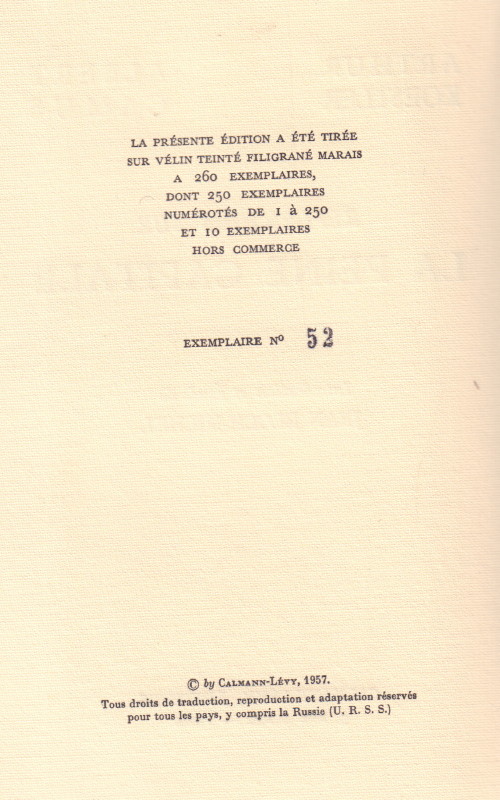 LA PRÉSENTE ÉDITION A ÉTÉ TIRÉE
SUR VÉLIN TEINTÉ FILIGRANÉ MARAIS
A 260 EXEMPLAIRES,
DONT 250 EXEMPLAIRES
NUMÉROTÉS DE 1 à 250
ET 10 EXEMPLAIRES
HORS COMMERCE
EXEMPLAIRE Nº 52
© by CALMANN-LÉVY, 1957.
Tous droits de traduction, reproduction et adaptation réservés
pour tous les pays, y compris la Russie (U. R. S. S.)